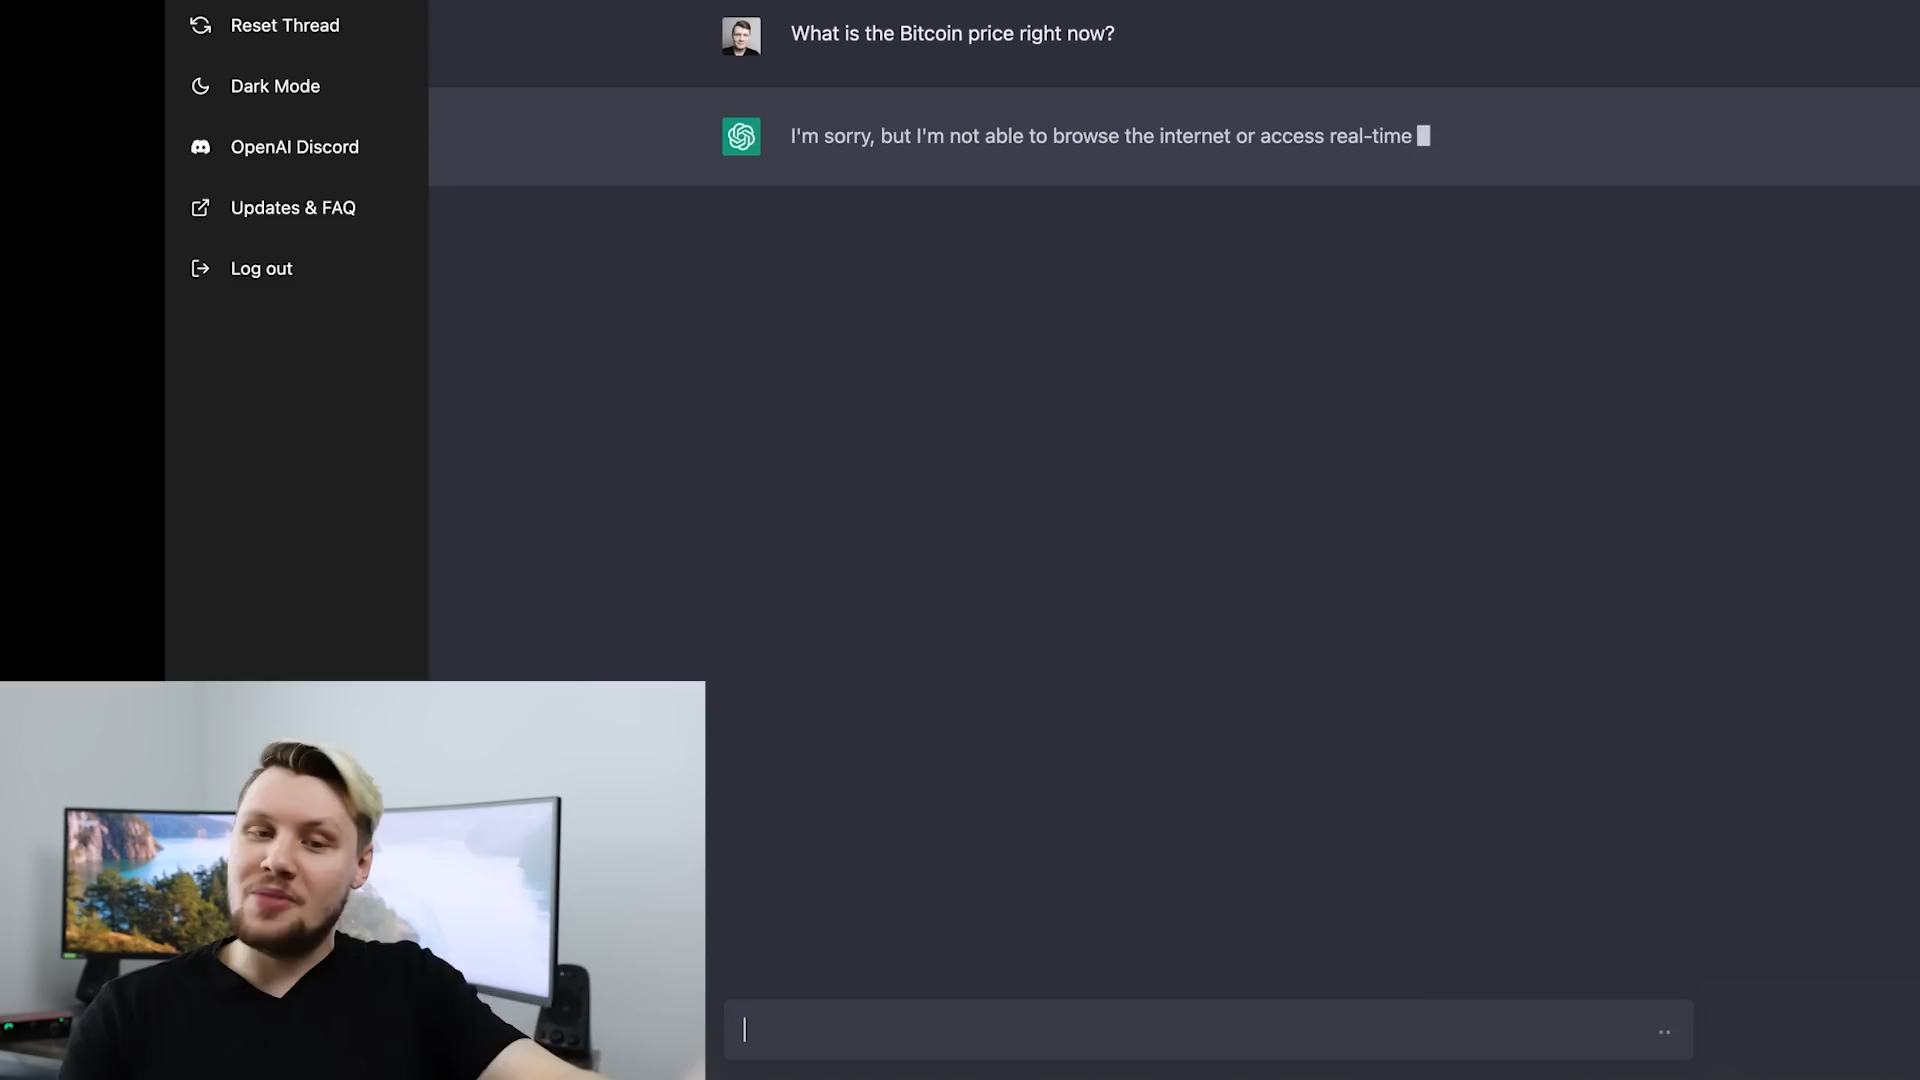 Reset Thread
Dark Mode
OpenAI Discord
Updates & FAQ
Log out
What is the Bitcoin price right now?
I'm sorry, but I'm not able to browse the internet or access real-time